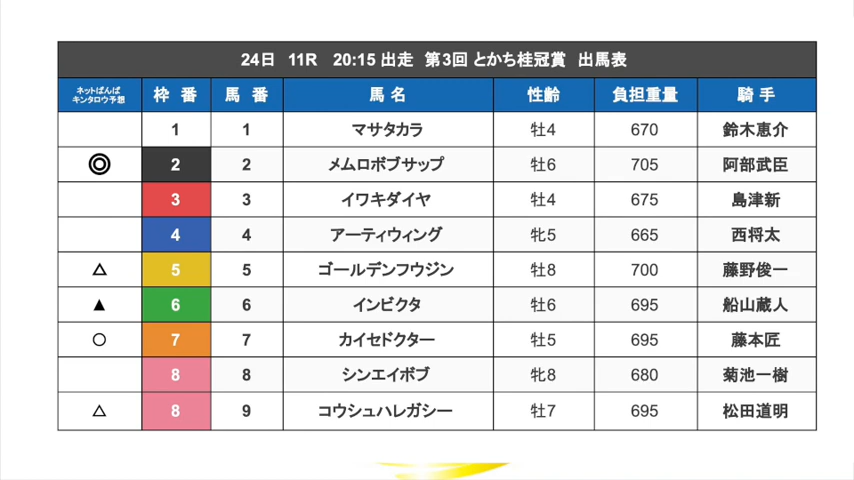 24日 11R 20:15 出走 第3回 とかち桂冠賞 出馬表
ネットばんば
キンタロウ予想 枠番 馬番 馬名 性齢 負担重量 騎手
1 1 マサタカラ 牡4 670 鈴木恵介
◎ 2 2 メムロボブサップ 牡6 705 阿部武臣
3 3 イワキダイヤ 牡4 675 島津新
4 4 アーティウィング 牝5 665 西将太
△ 5 5 ゴールデンフウジン 牡8 700 藤野俊一
▲ 6 6 インビクタ 牡6 695 船山蔵人
○ 7 7 カイセドクター 牡5 695 藤本匠
8 8 シンエイボブ 牝8 680 菊池一樹
△ 8 9 コウシュハレガシー 牡7 695 松田道明